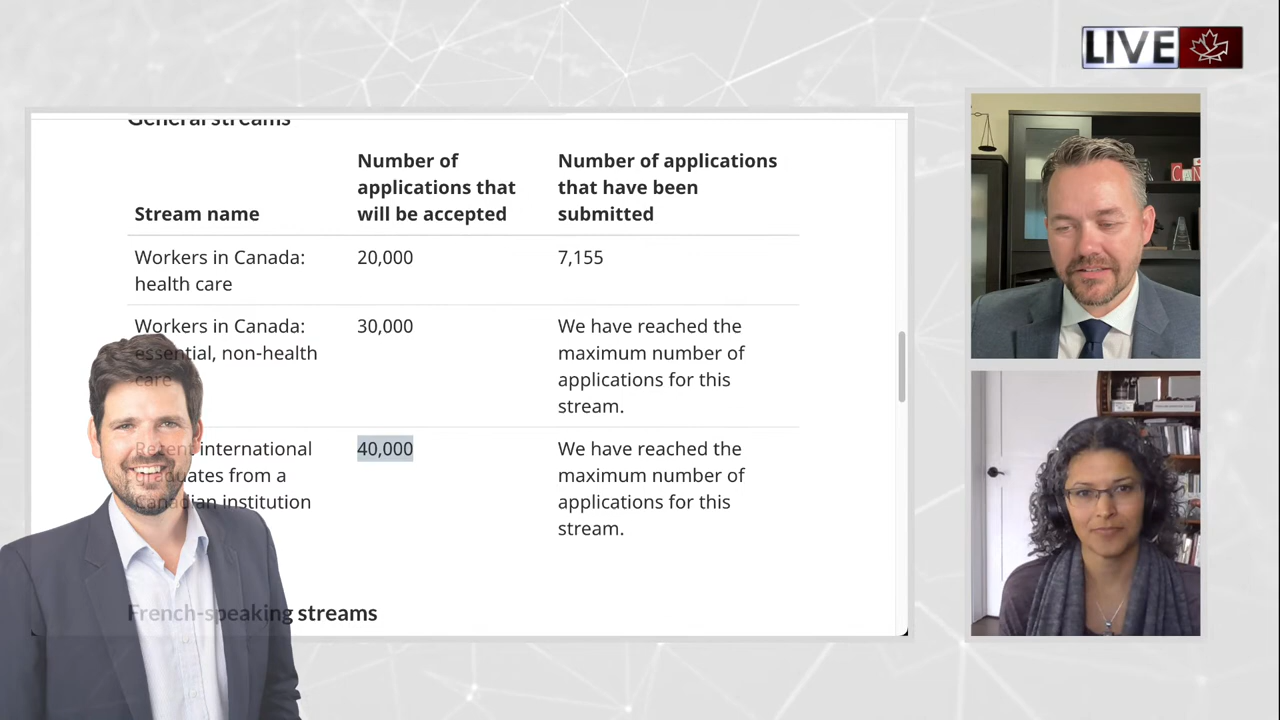 LIVE
General streams
Number of
applications that
will be accepted
Number of applications
that have been
submitted
Stream name
Workers in Canada:
health care
20,000
7,155
Workers in Canada:
essential, non-health
care
30,000
We have reached the
maximum number of
applications for this
stream.
Recent international
graduates from a
Canadian institution
40,000
We have reached the
maximum number of
applications for this
stream.
French-speaking streams